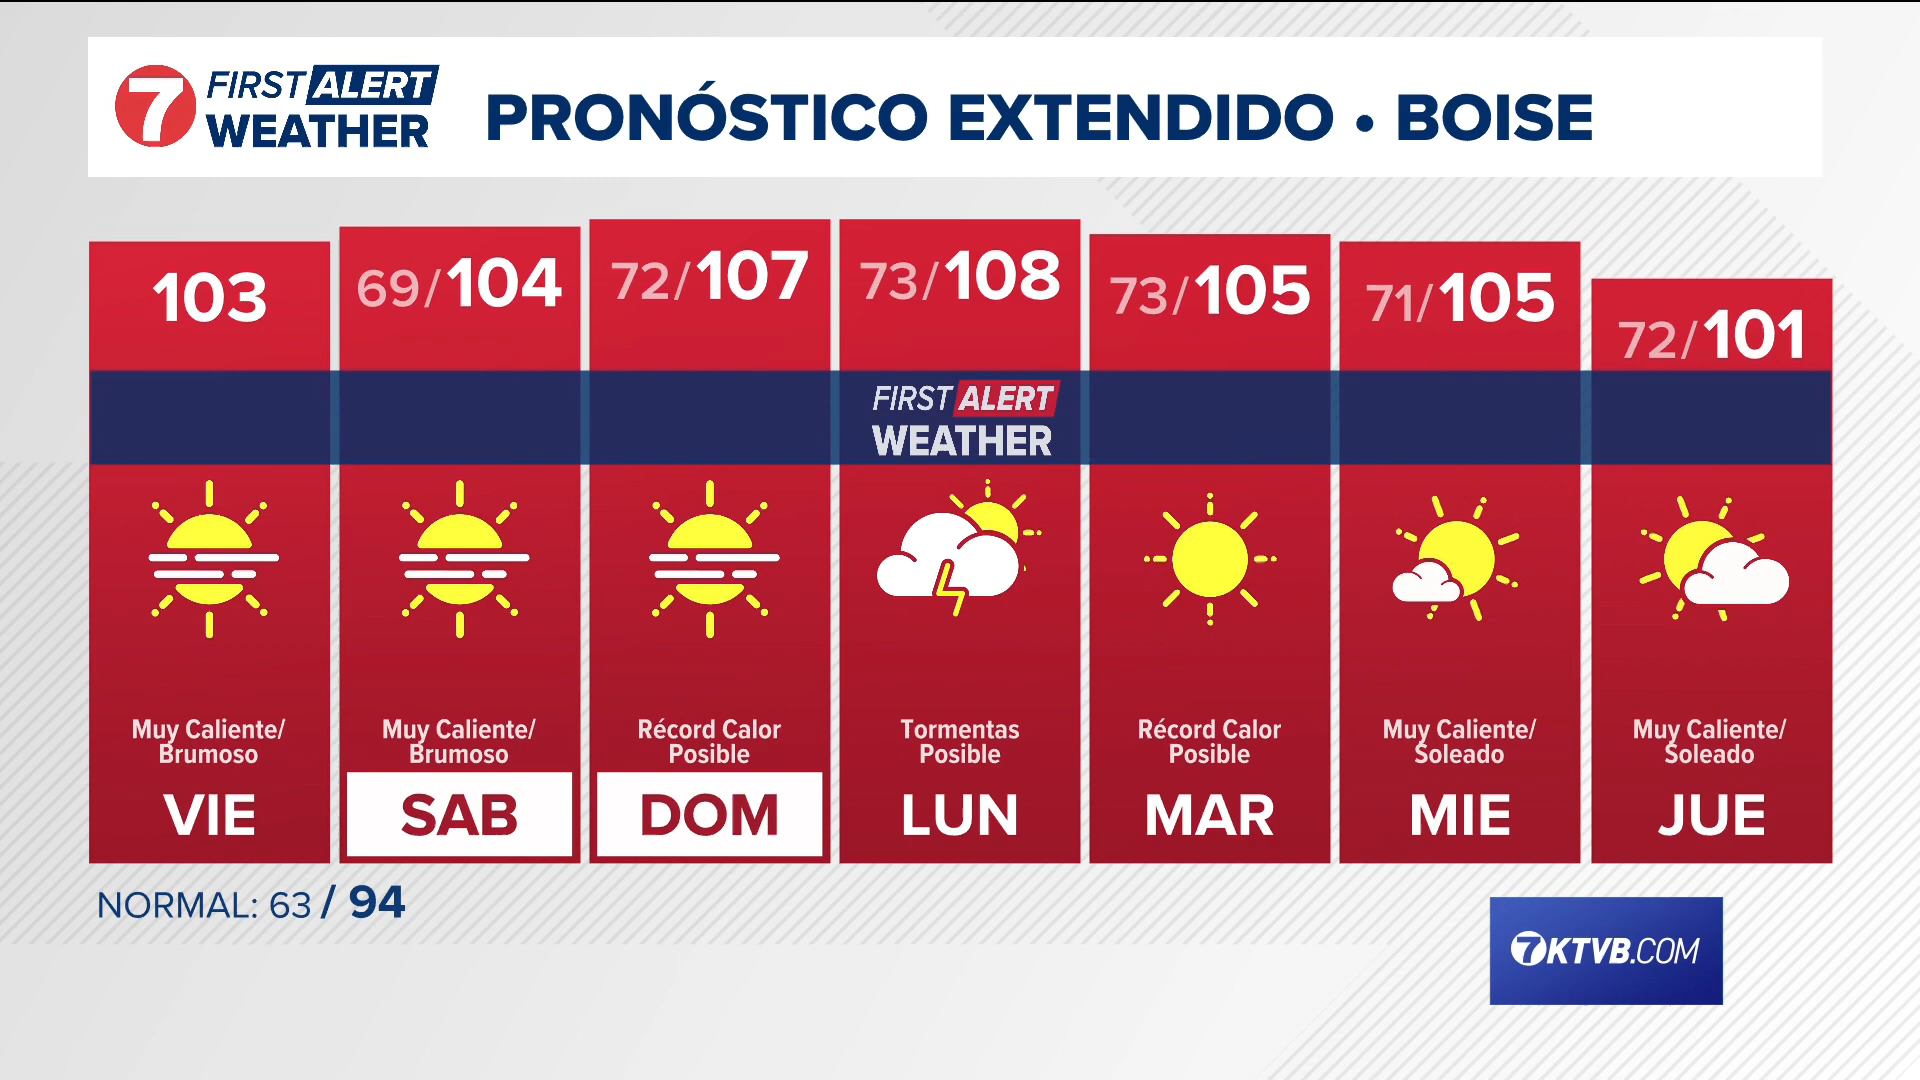 7 FIRST ALERT WEATHER
PRONÓSTICO EXTENDIDO • BOISE
103
69/104
72/107
73/108
73/105
71/105
72/101
FIRST ALERT
WEATHER
Muy Caliente/
Brumoso
VIE
Muy Caliente/
Brumoso
SAB
Récord Calor
Posible
DOM
Tormentas
Posible
LUN
Récord Calor
Posible
MAR
Muy Caliente/
Soleado
MIE
Muy Caliente/
Soleado
JUE
NORMAL: 63 / 94
7KTVB.COM